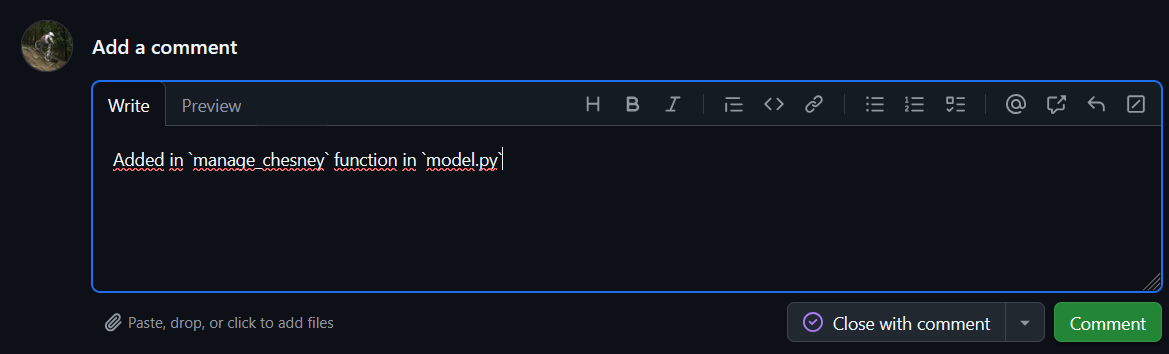 Add a comment
Write Preview
Added in `manage_chesney` function in `model.py`
Paste, drop, or click to add files
Close with comment
Comment